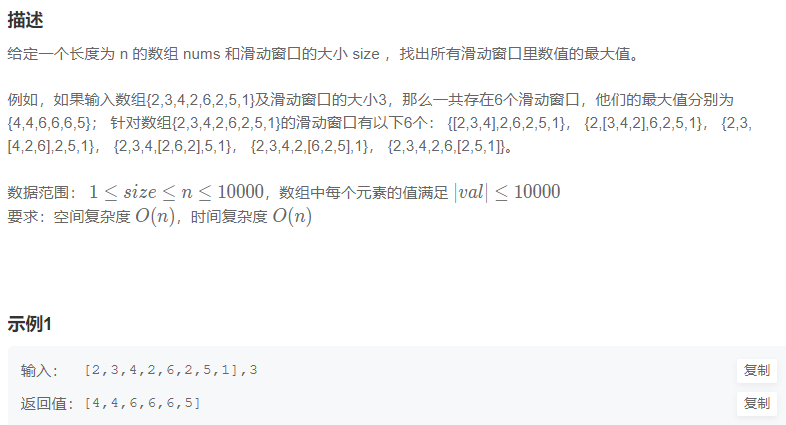 描述
给定一个长度为 n 的数组 nums 和滑动窗口的大小 size ，找出所有滑动窗口里数值的最大值。
例如，如果输入数组{2,3,4,2,6,2,5,1}及滑动窗口的大小3，那么一共存在6个滑动窗口，他们的最大值分别为
{4,4,6,6,6,5}； 针对数组{2,3,4,2,6,2,5,1}的滑动窗口有以下6个： {[2,3,4],2,6,2,5,1}， {2,[3,4,2],6,2,5,1}， {2,3,
[4,2,6],2,5,1}， {2,3,4,[2,6,2],5,1}， {2,3,4,2,[6,2,5],1}， {2,3,4,2,6,[2,5,1]}。
数据范围： 1 ≤ size ≤ n ≤ 10000，数组中每个元素的值满足 |val| ≤ 10000
要求：空间复杂度 O(n)，时间复杂度 O(n)
示例1
输入： [2,3,4,2,6,2,5,1],3 复制
返回值：[4,4,6,6,6,5] 复制